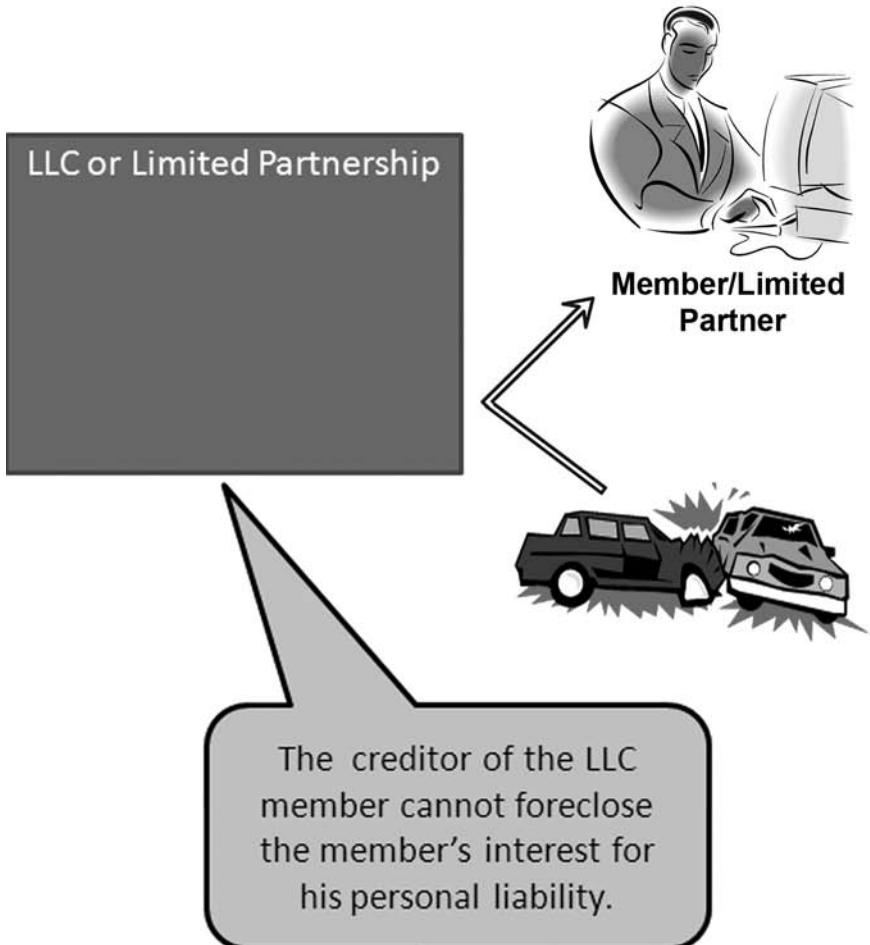 LLC or Limited Partnership
Member/Limited
Partner
The creditor of the LLC
member cannot foreclose
the member’s interest for
his personal liability.